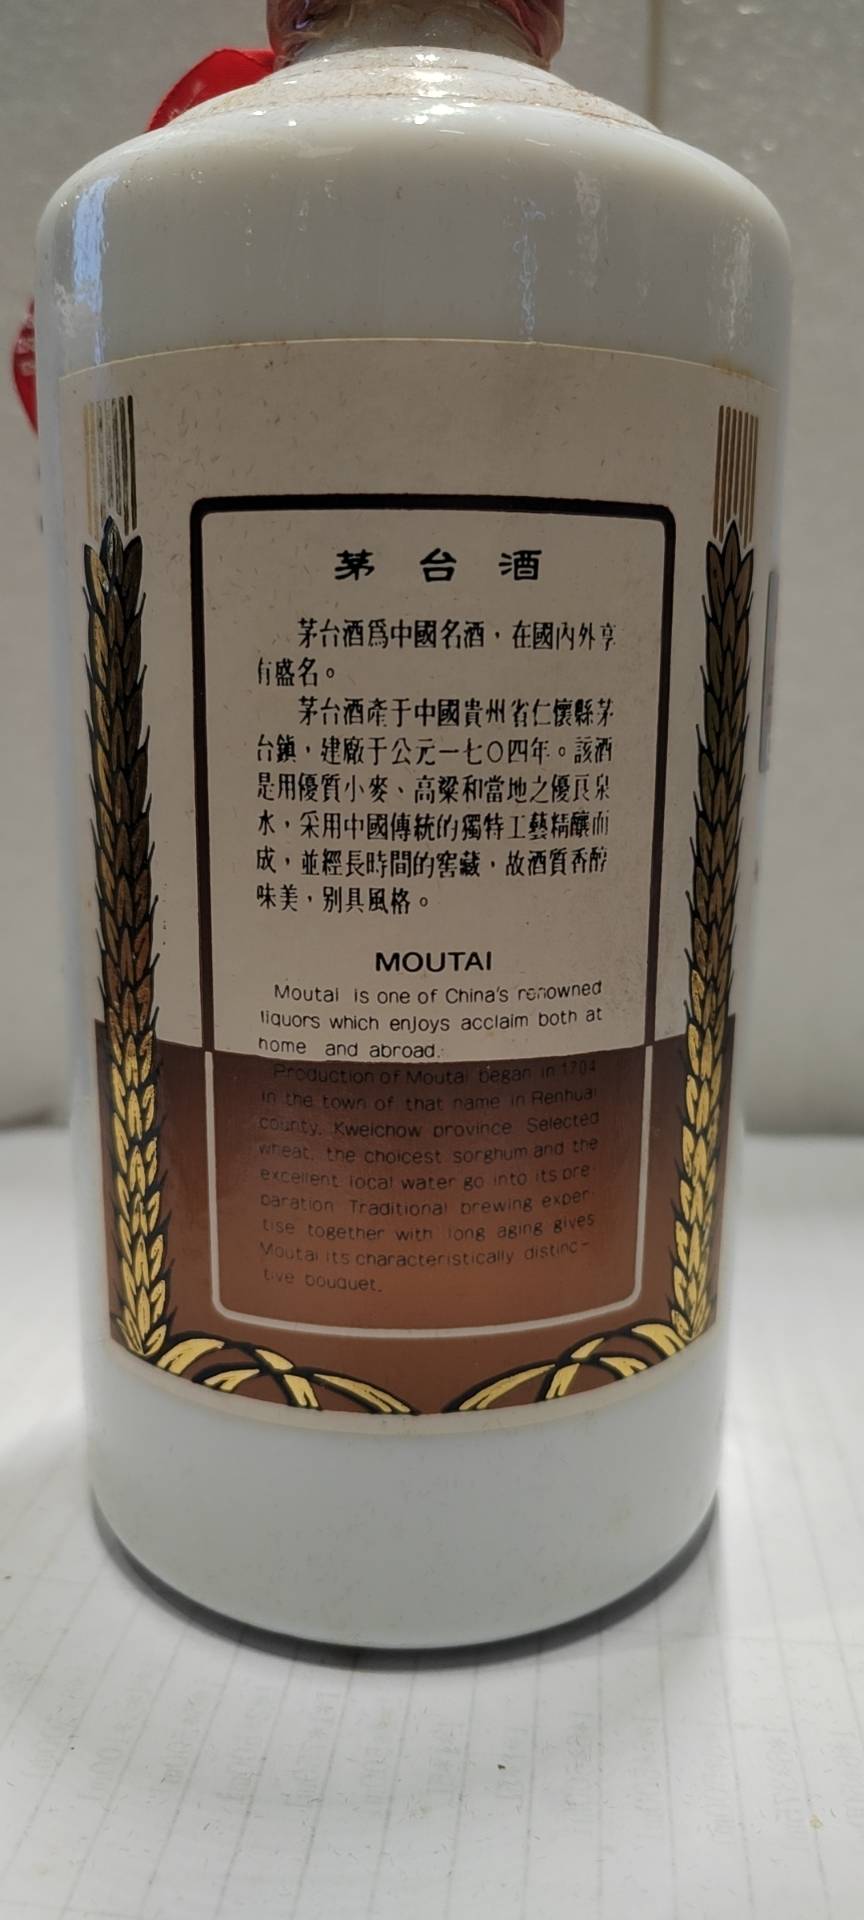 茅台酒
茅台酒爲中國名酒，在國內外享
有盛名。
茅台酒產于中國貴州省仁懷縣茅
台鎮，建廠于公元一七〇四年。該酒
是用優質小麥、高粱和當地之優良泉
水，采用中國傳統的獨特工藝精釀而
成，並經長時間的窖藏，故酒質香醇
味美，别具風格。
MOUTAI
Moutai is one of China's renowned
liquors which enjoys acclaim both at
home and abroad.
Production of Moutai began in 1704
in the town of that name in Renhuai
county, Kweichow province. Selected
wheat, the choicest sorghum and the
excellent local water go into its pre-
paration. Traditional brewing exper-
tise together with long aging gives
Moutai its characteristically distinc-
tive bouquet.